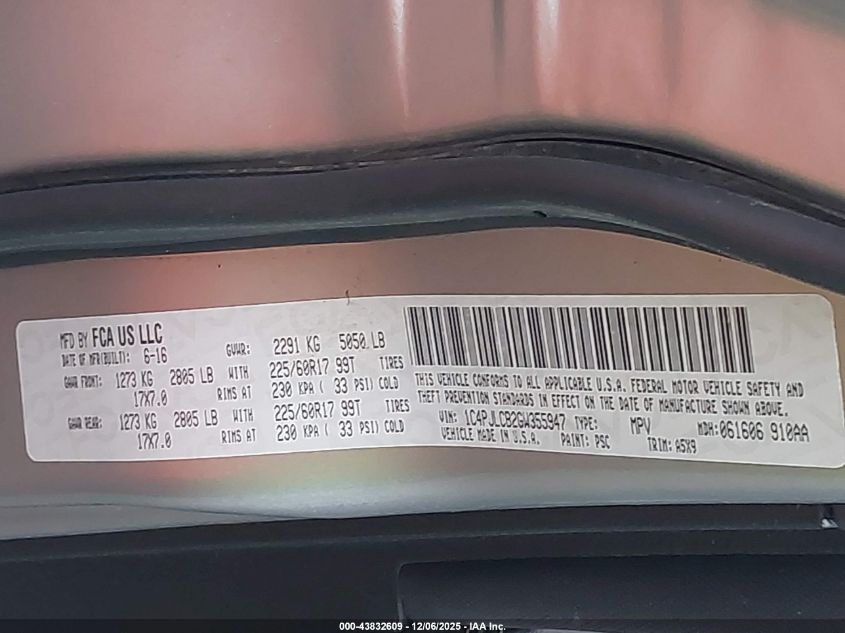 MFD BY FCA US LLC
DATE OF MFR(BUILT): 6-16
GVWR: 2291 KG 5050 LB
GAWR FRONT: 1273 KG 2805 LB WITH 225/60R17 99T TIRES
17X7.0 RIMS AT 230 KPA ( 33 PSI) COLD
GAWR REAR: 1273 KG 2805 LB WITH 225/60R17 99T TIRES
17X7.0 RIMS AT 230 KPA ( 33 PSI) COLD
THIS VEHICLE CONFORMS TO ALL APPLICABLE U.S.A. FEDERAL MOTOR VEHICLE SAFETY AND
THEFT PREVENTION STANDARDS IN EFFECT ON THE DATE OF MANUFACTURE SHOWN ABOVE.
VIN: 1C4PJLCB2GW355947 TYPE: MPV MDH:061606 910AA
VEHICLE MADE IN U.S.A. PAINT: PSC TRIM: A5X9
000-43832609 - 12/06/2025 - IAA Inc.